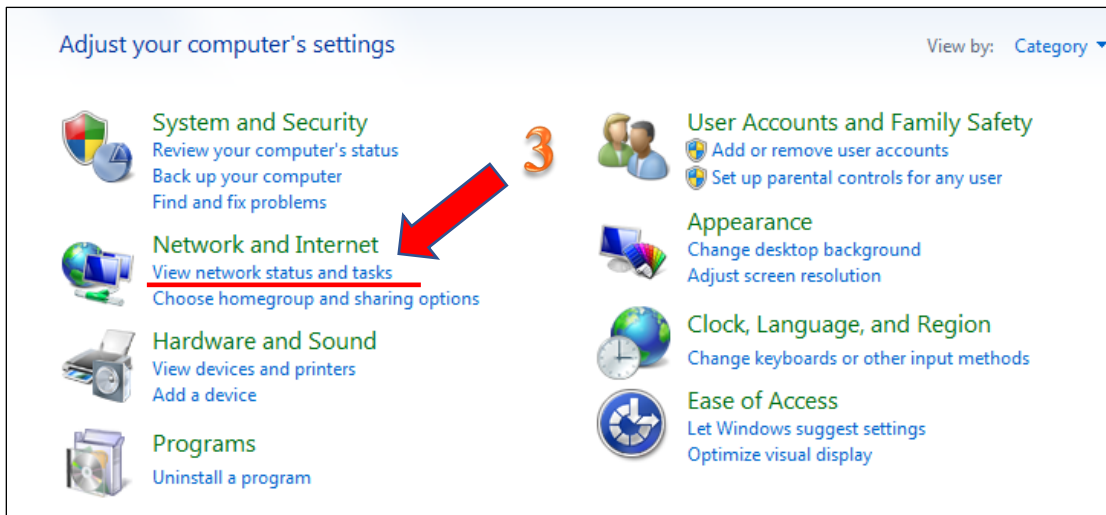 Adjust your computer's settings
View by: Category
System and Security
Review your computer's status
Back up your computer
Find and fix problems
3
Network and Internet
View network status and tasks
Choose homegroup and sharing options
Hardware and Sound
View devices and printers
Add a device
Programs
Uninstall a program
User Accounts and Family Safety
Add or remove user accounts
Set up parental controls for any user
Appearance
Change desktop background
Adjust screen resolution
Clock, Language, and Region
Change keyboards or other input methods
Ease of Access
Let Windows suggest settings
Optimize visual display